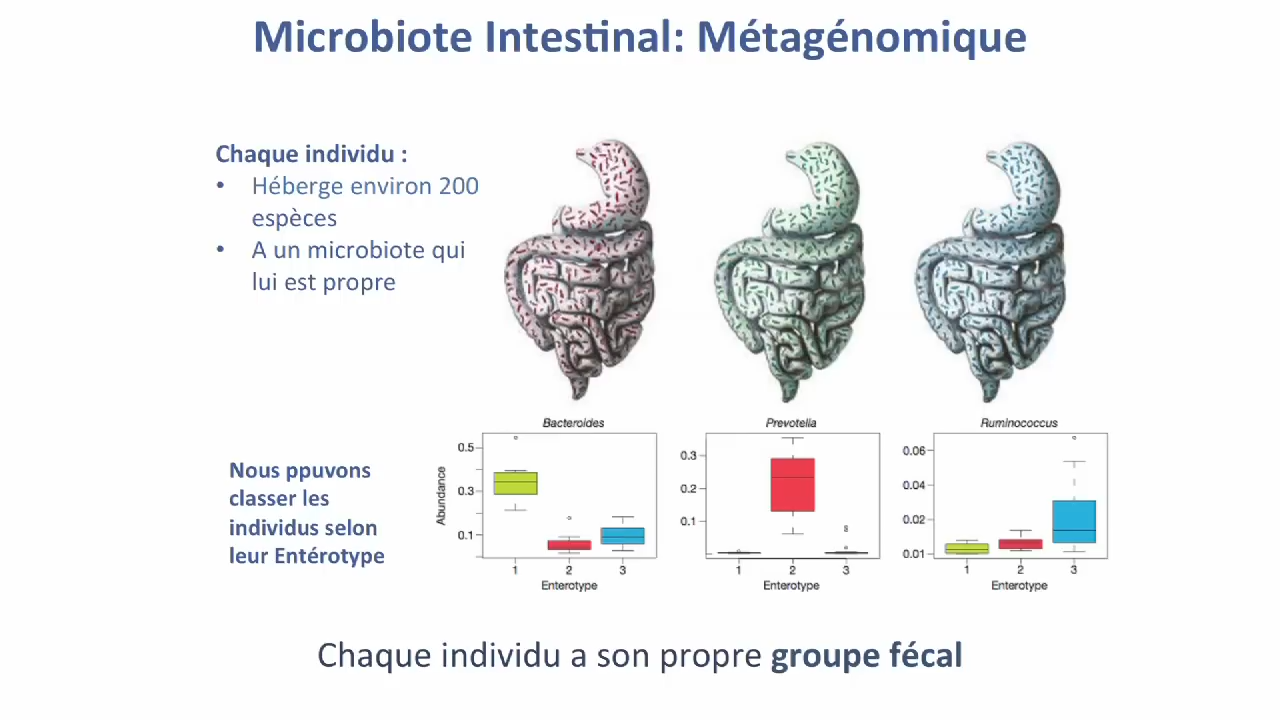 Microbiote Intestinal: Métagénomique
Chaque individu :
• Héberge environ 200
espèces
• A un microbiote qui
lui est propre
Nous ppuvons
classer les
individus selon
leur Entérotype
Bacteroides
Abundance
0.5
0.3
0.1
1 2 3
Enterotype
Prevotella
0.3
0.2
0.1
1 2 3
Enterotype
Ruminococcus
0.06
0.04
0.02
0.01
1 2 3
Enterotype
Chaque individu a son propre groupe fécal